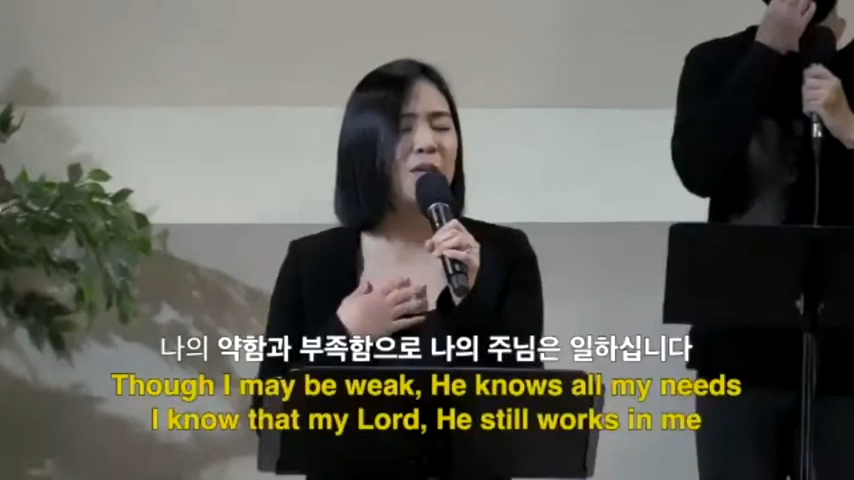 나의 약함과 부족함으로 나의 주님은 일하십니다
Though I may be weak, He knows all my needs
I know that my Lord, He still works in me